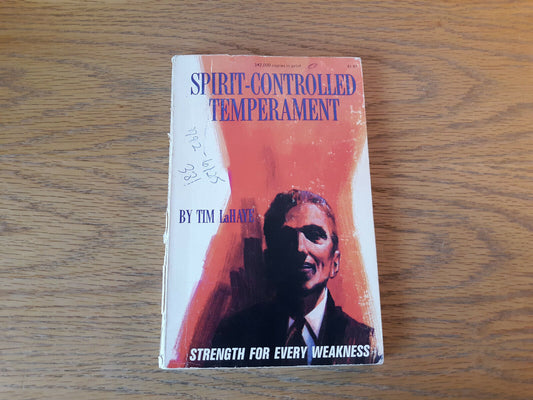 SPIRIT-CONTROLLED
TEMPERAMENT
BY TIM LaHAYE
STRENGTH FOR EVERY WEAKNESS